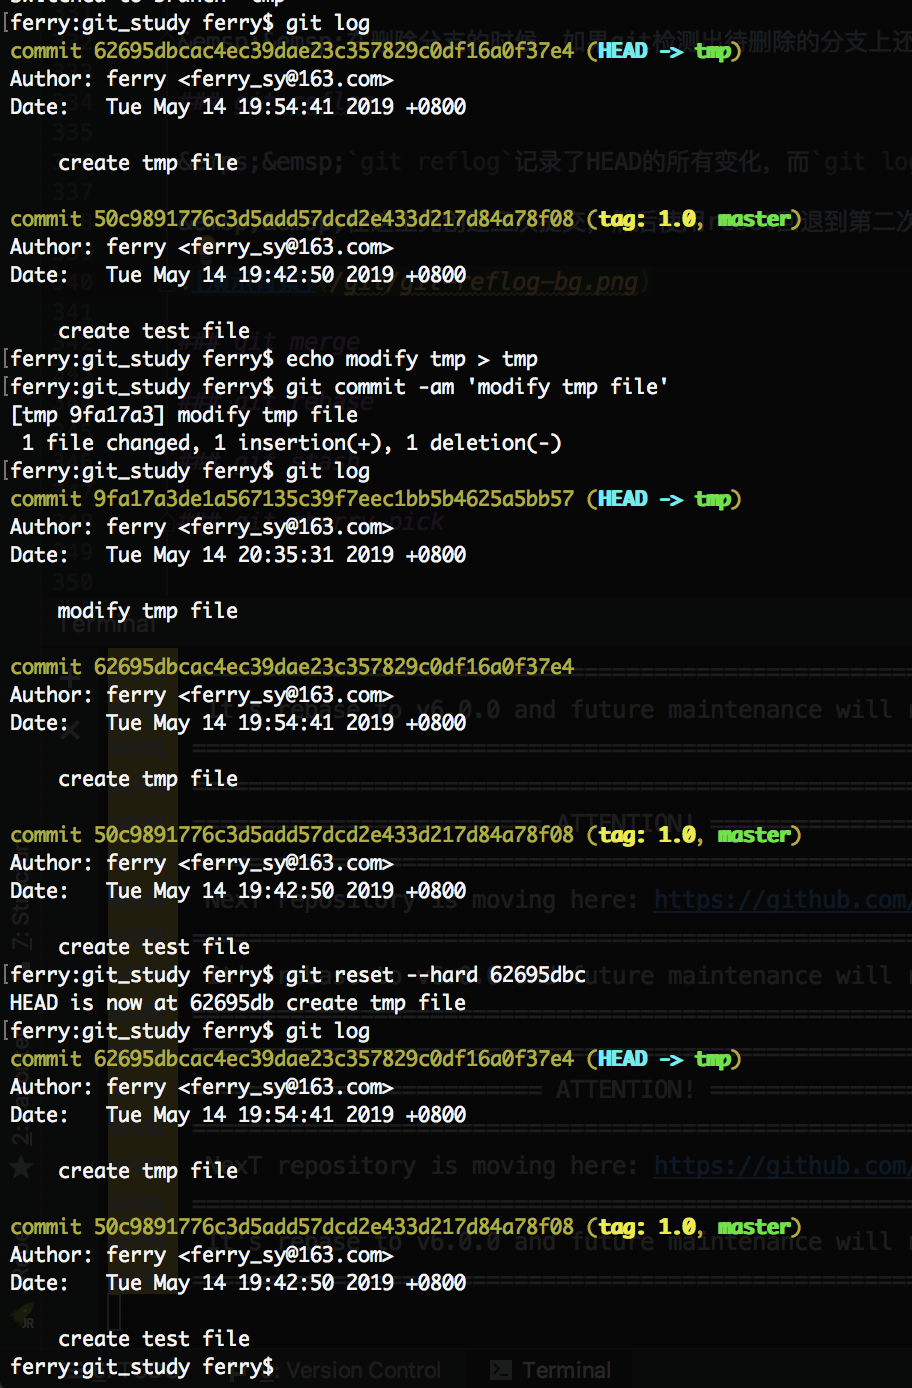 [ferry:git_study ferry$ git log
commit 62695dbcac4ec39dae23c357829c0df16a0f37e4 (HEAD -> tmp)
Author: ferry <ferry_sy@163.com>
Date:   Tue May 14 19:54:41 2019 +0800
create tmp file
commit 50c9891776c3d5add57dcd2e433d217d84a78f08 (tag: 1.0, master)
Author: ferry <ferry_sy@163.com>
Date:   Tue May 14 19:42:50 2019 +0800
create test file
[ferry:git_study ferry$ echo modify tmp > tmp
[ferry:git_study ferry$ git commit -am 'modify tmp file'
[tmp 9fa17a3] modify tmp file
1 file changed, 1 insertion(+), 1 deletion(-)
[ferry:git_study ferry$ git log
commit 9fa17a3de1a567135c39f7eec1bb5b4625a5bb57 (HEAD -> tmp)
Author: ferry <ferry_sy@163.com>
Date:   Tue May 14 20:35:31 2019 +0800
modify tmp file
commit 62695dbcac4ec39dae23c357829c0df16a0f37e4
Author: ferry <ferry_sy@163.com>
Date:   Tue May 14 19:54:41 2019 +0800
create tmp file
commit 50c9891776c3d5add57dcd2e433d217d84a78f08 (tag: 1.0, master)
Author: ferry <ferry_sy@163.com>
Date:   Tue May 14 19:42:50 2019 +0800
create test file
[ferry:git_study ferry$ git reset --hard 62695dbc
HEAD is now at 62695db create tmp file
[ferry:git_study ferry$ git log
commit 62695dbcac4ec39dae23c357829c0df16a0f37e4 (HEAD -> tmp)
Author: ferry <ferry_sy@163.com>
Date:   Tue May 14 19:54:41 2019 +0800
create tmp file
commit 50c9891776c3d5add57dcd2e433d217d84a78f08 (tag: 1.0, master)
Author: ferry <ferry_sy@163.com>
Date:   Tue May 14 19:42:50 2019 +0800
create test file
ferry:git_study ferry$
Version Control
Terminal